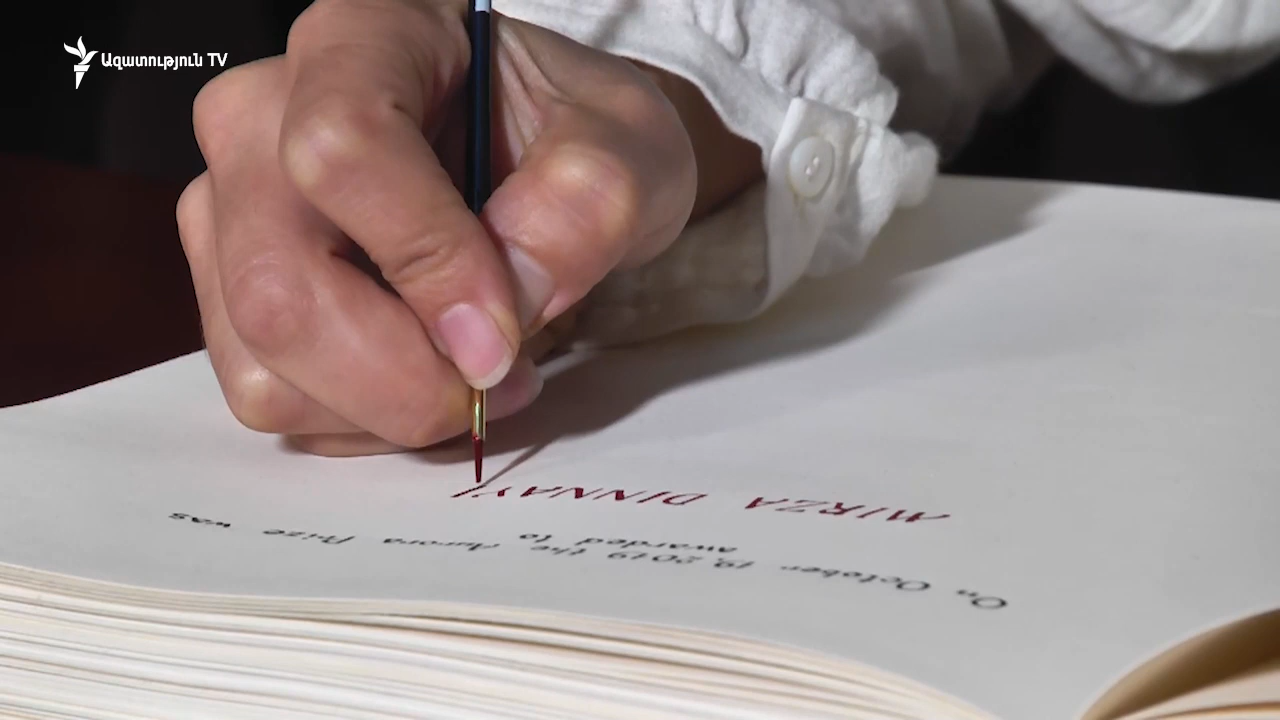 Ազատություն TV
On October 19, 2019 the Aurora Prize was
awarded to
MIRZA DINNAYI